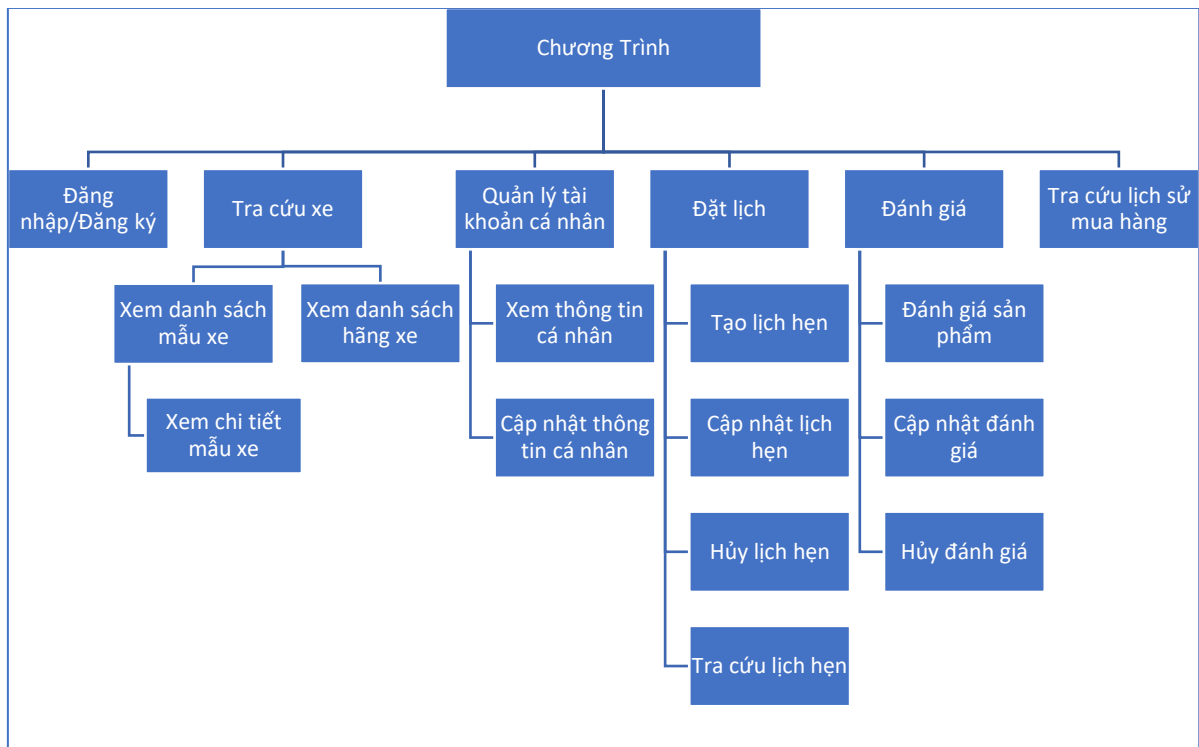 Chương Trình
Đăng
nhập/Đăng ký
Tra cứu xe
Quản lý tài
khoản cá nhân
Đặt lịch
Đánh giá
Tra cứu lịch sử
mua hàng
Xem danh sách
mẫu xe
Xem danh sách
hãng xe
Xem thông tin
cá nhân
Tạo lịch hẹn
Đánh giá sản
phẩm
Xem chi tiết
mẫu xe
Cập nhật thông
tin cá nhân
Cập nhật lịch
hẹn
Cập nhật đánh
giá
Hủy lịch hẹn
Hủy đánh giá
Tra cứu lịch hẹn